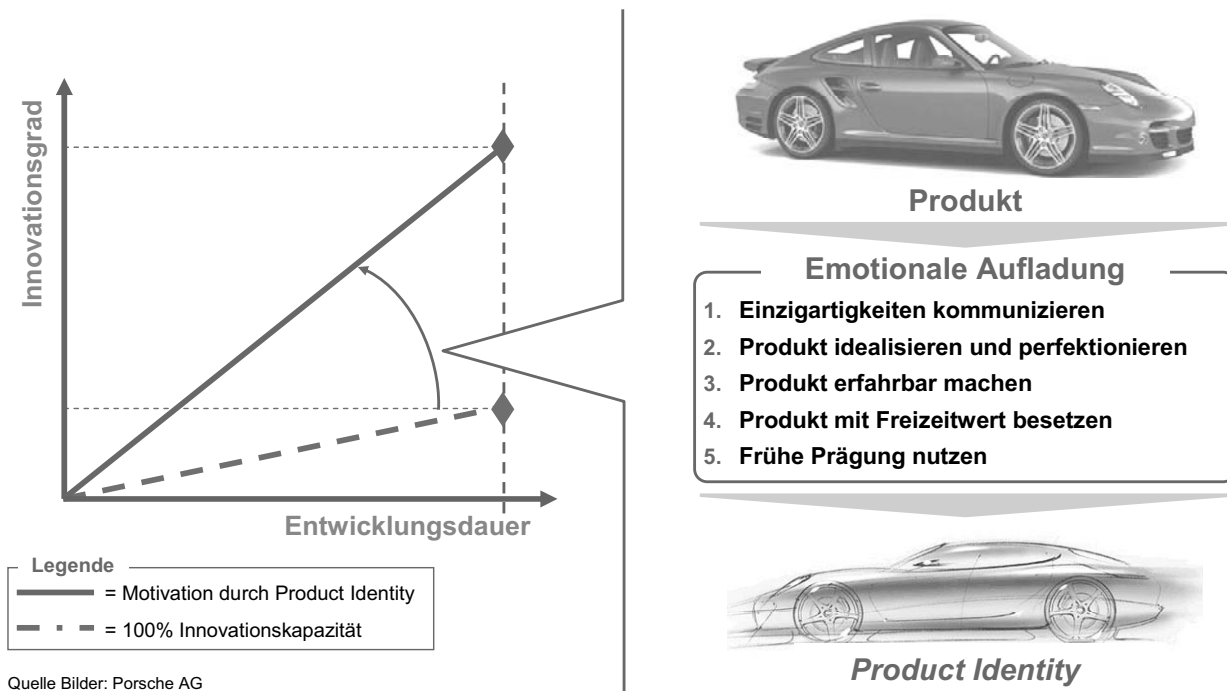 Innovationsgrad
Entwicklungsdauer
Legende
= Motivation durch Product Identity
= 100% Innovationskapazität
Quelle Bilder: Porsche AG
Produkt
Emotionale Aufladung
1. Einzigartigkeiten kommunizieren
2. Produkt idealisieren und perfektionieren
3. Produkt erfahrbar machen
4. Produkt mit Freizeitwert besetzen
5. Frühe Prägung nutzen
Product Identity